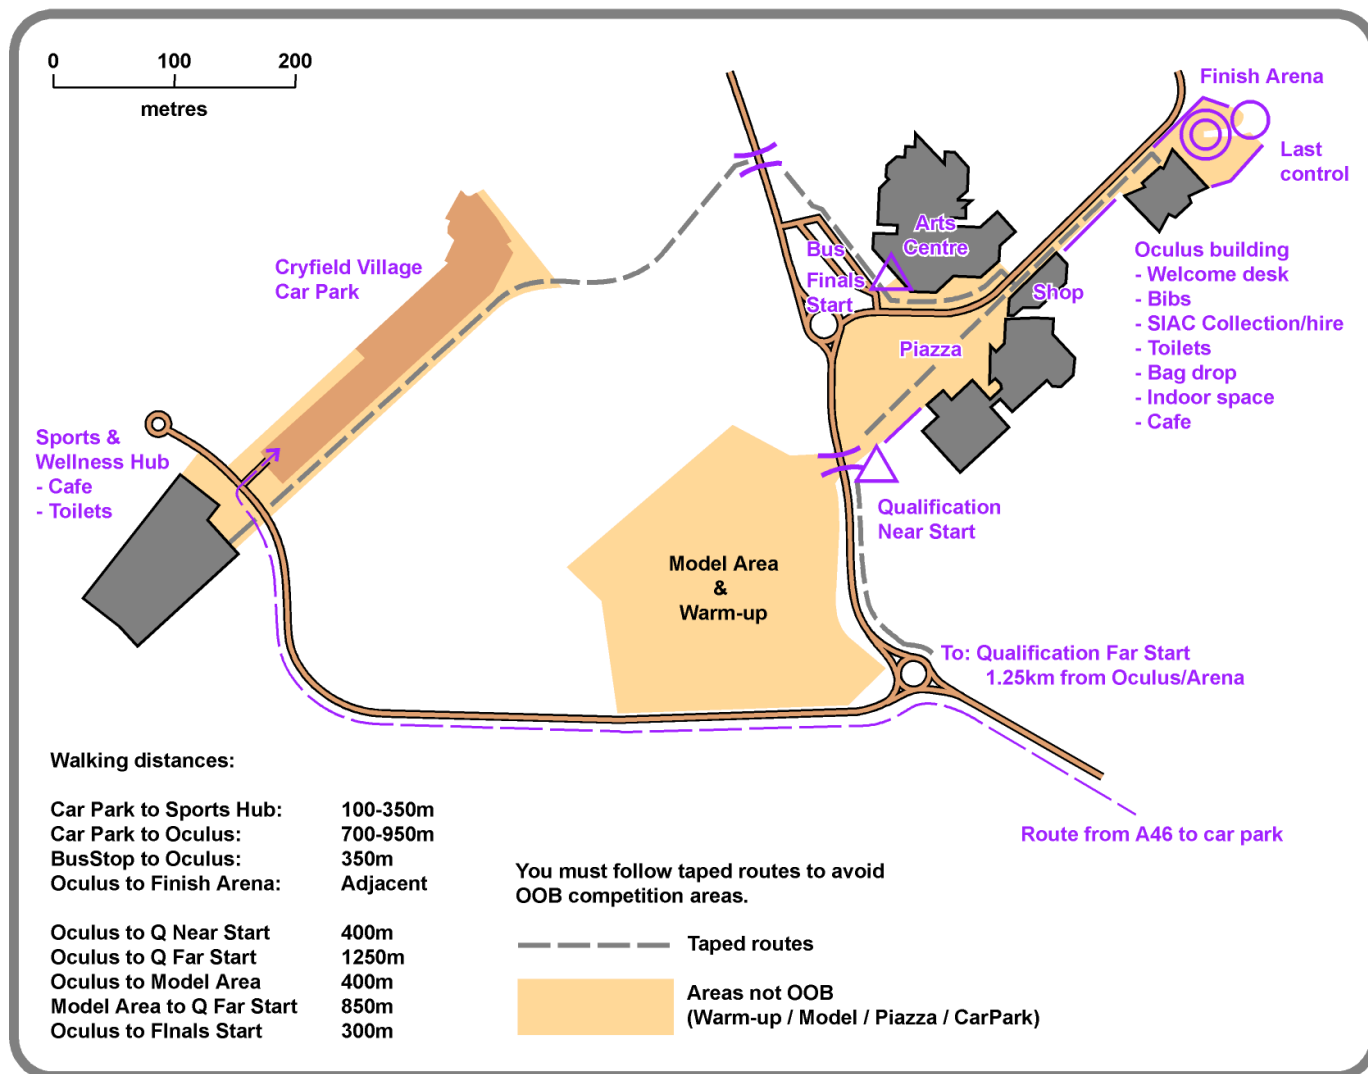 0 100 200
metres
Finish Arena
Last
control
Arts
Centre
Bus
Finals
Start
Shop
Piazza
Oculus building
- Welcome desk
- Bibs
- SIAC Collection/hire
- Toilets
- Bag drop
- Indoor space
- Cafe
Cryfield Village
Car Park
Sports &
Wellness Hub
- Cafe
- Toilets
Qualification
Near Start
Model Area
&
Warm-up
To: Qualification Far Start
1.25km from Oculus/Arena
Route from A46 to car park
Walking distances:
Car Park to Sports Hub: 100-350m
Car Park to Oculus: 700-950m
BusStop to Oculus: 350m
Oculus to Finish Arena: Adjacent
Oculus to Q Near Start 400m
Oculus to Q Far Start 1250m
Oculus to Model Area 400m
Model Area to Q Far Start 850m
Oculus to FInals Start 300m
You must follow taped routes to avoid
OOB competition areas.
Taped routes
Areas not OOB
(Warm-up / Model / Piazza / CarPark)